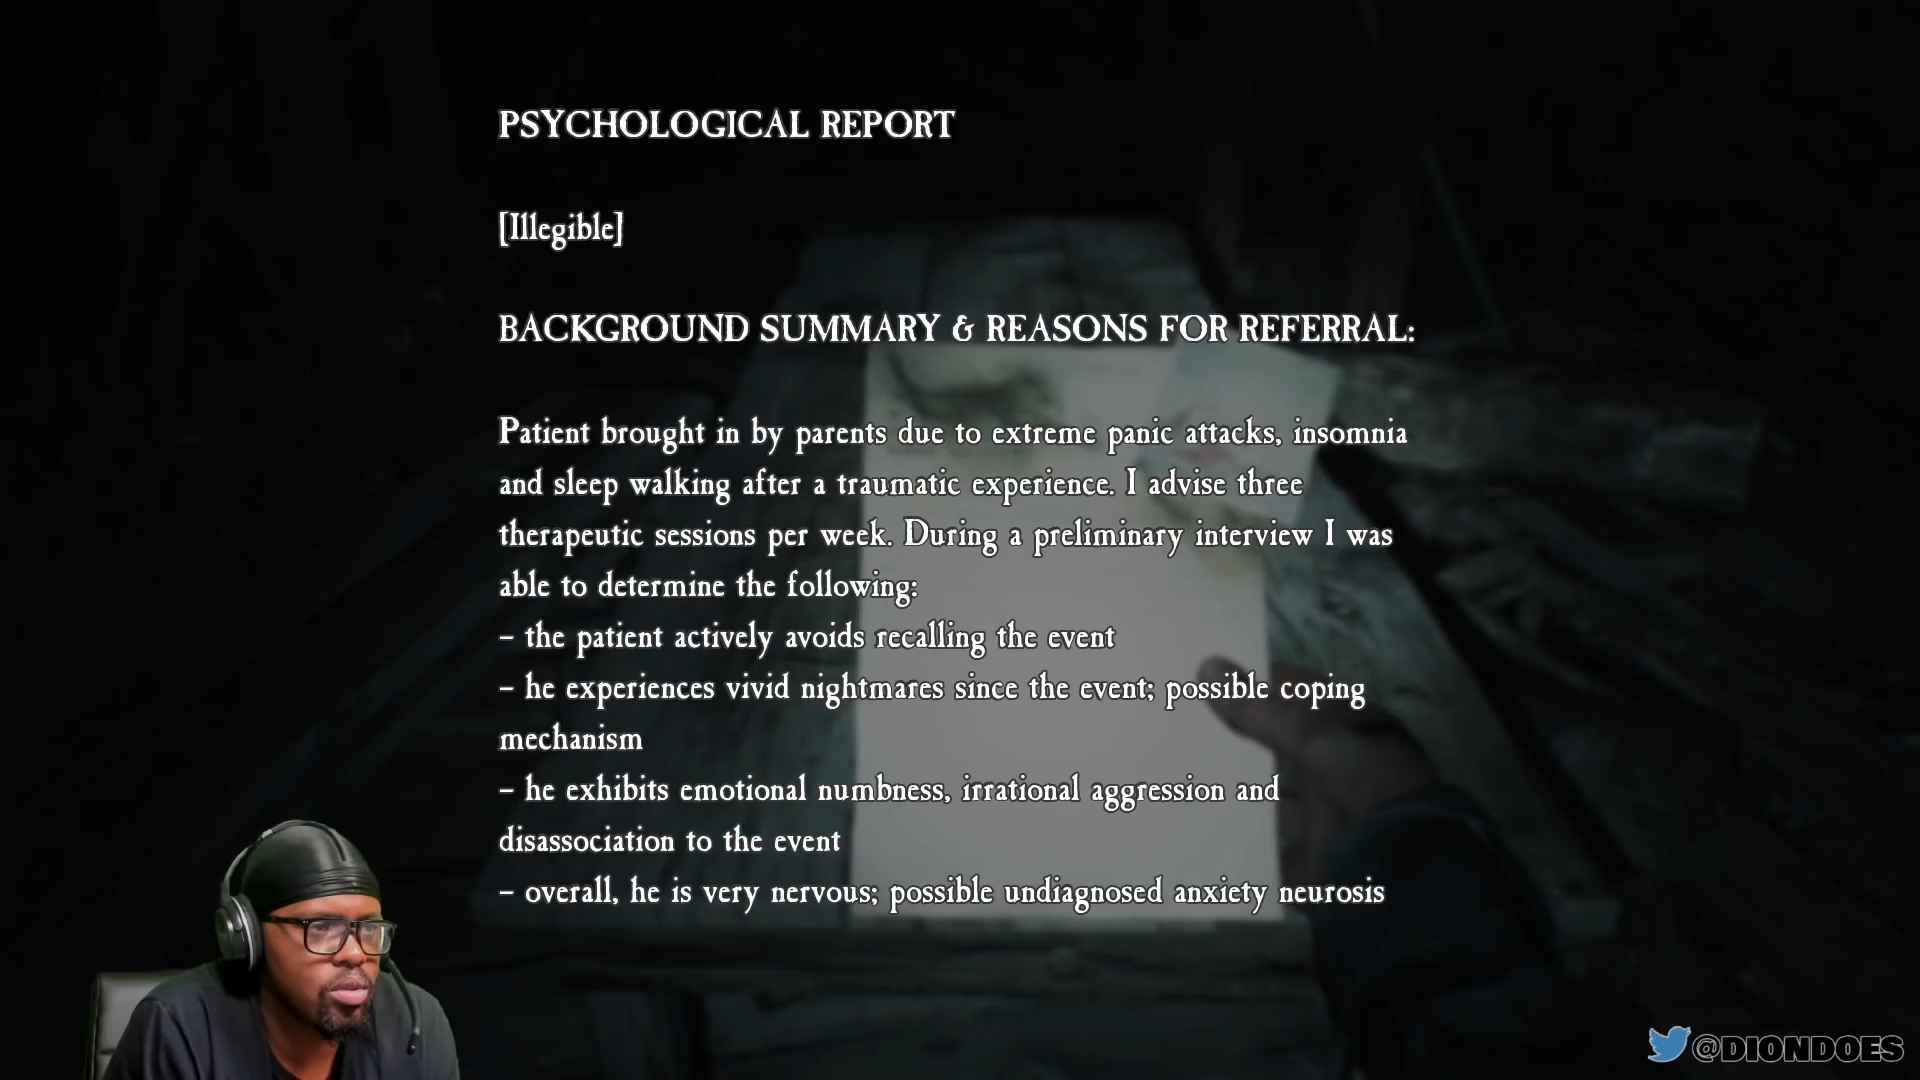 PSYCHOLOGICAL REPORT
[Illegible]
BACKGROUND SUMMARY & REASONS FOR REFERRAL:
Patient brought in by parents due to extreme panic attacks, insomnia
and sleep walking after a traumatic experience. I advise three
therapeutic sessions per week. During a preliminary interview I was
able to determine the following:
– the patient actively avoids recalling the event
– he experiences vivid nightmares since the event; possible coping
mechanism
– he exhibits emotional numbness, irrational aggression and
disassociation to the event
– overall, he is very nervous; possible undiagnosed anxiety neurosis
@DIONDOES